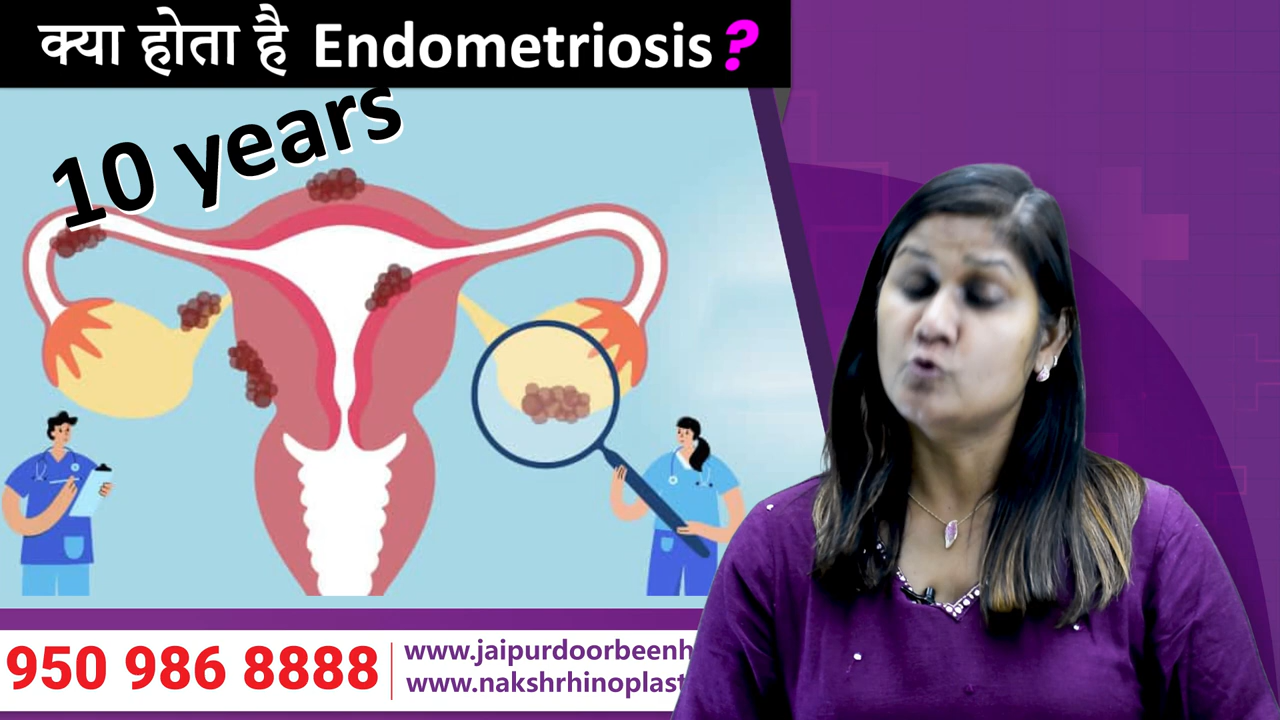 क्या होता है Endometriosis?
10 years
950 986 8888
www.jaipurdoorbeenh
www.nakshrhinoplast